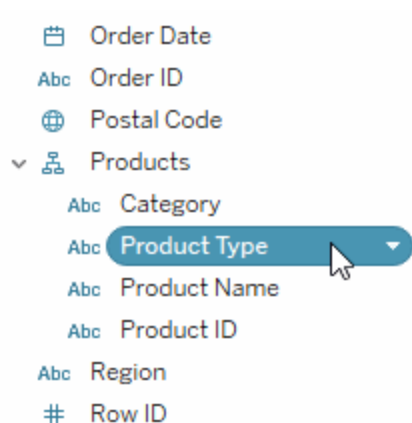 Order Date
Abc Order ID
Postal Code
Products
Abc Category
Abc Product Type
Abc Product Name
Abc Product ID
Abc Region
# Row ID